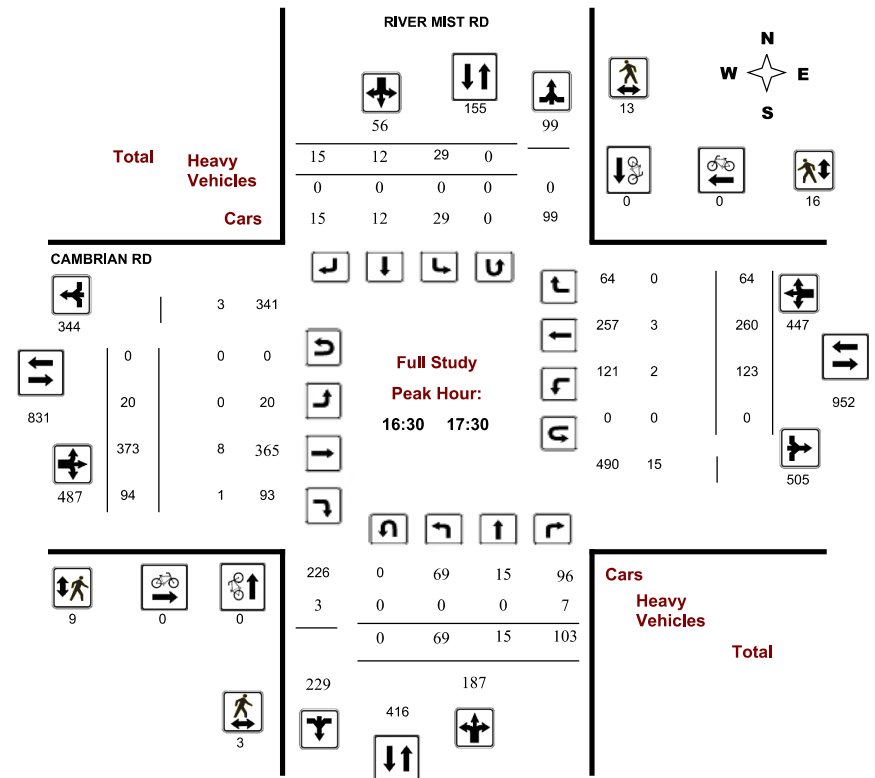 RIVER MIST RD
N
W E
S
155
13
56 99
Total Heavy Vehicles
15 12 29 0
0 0 0 0 0
Cars 15 12 29 0 99
0 0 16
CAMBRIAN RD
344
3 341
64 0 64
257 3 260 447
0 0 0
831
20 0 20
121 2 123
952
Full Study
Peak Hour:
16:30 17:30
0 0 0
373 8 365
487
94 1 93
490 15
505
226 0 69 15 96
3 0 0 0 7
0 69 15 103
Cars
Heavy
Vehicles
Total
9 0 0
229 187
416
3